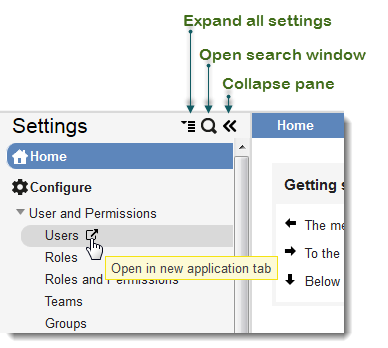 Expand all settings
Open search window
Collapse pane
Settings
Home
Home
Configure
Getting s
User and Permissions
Users
The me
Open in new application tab
Roles
To the
Roles and Permissions
Below
Teams
Groups